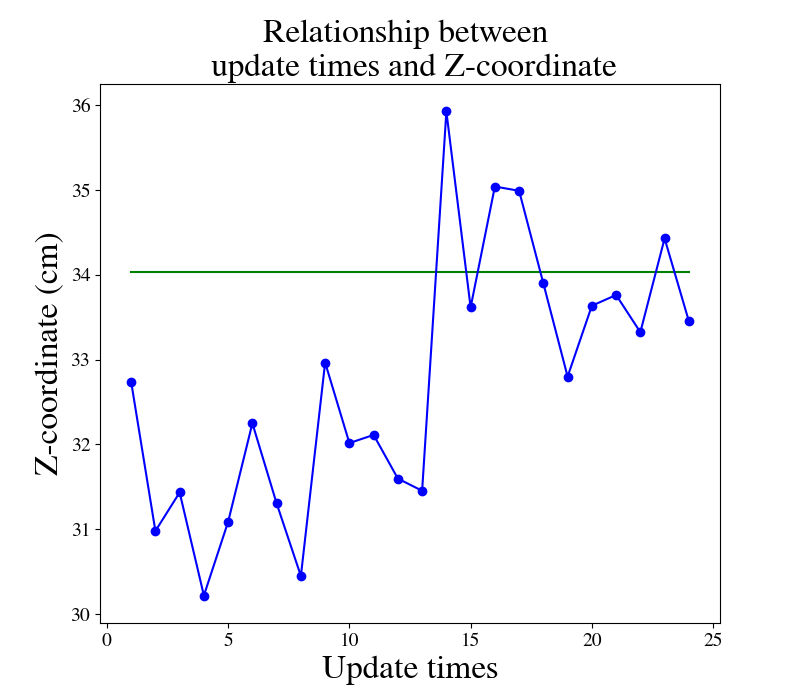 Relationship between
update times and Z-coordinate
36
35
34
33
32
31
30
Z-coordinate (cm)
0 5 10 15 20 25
Update times